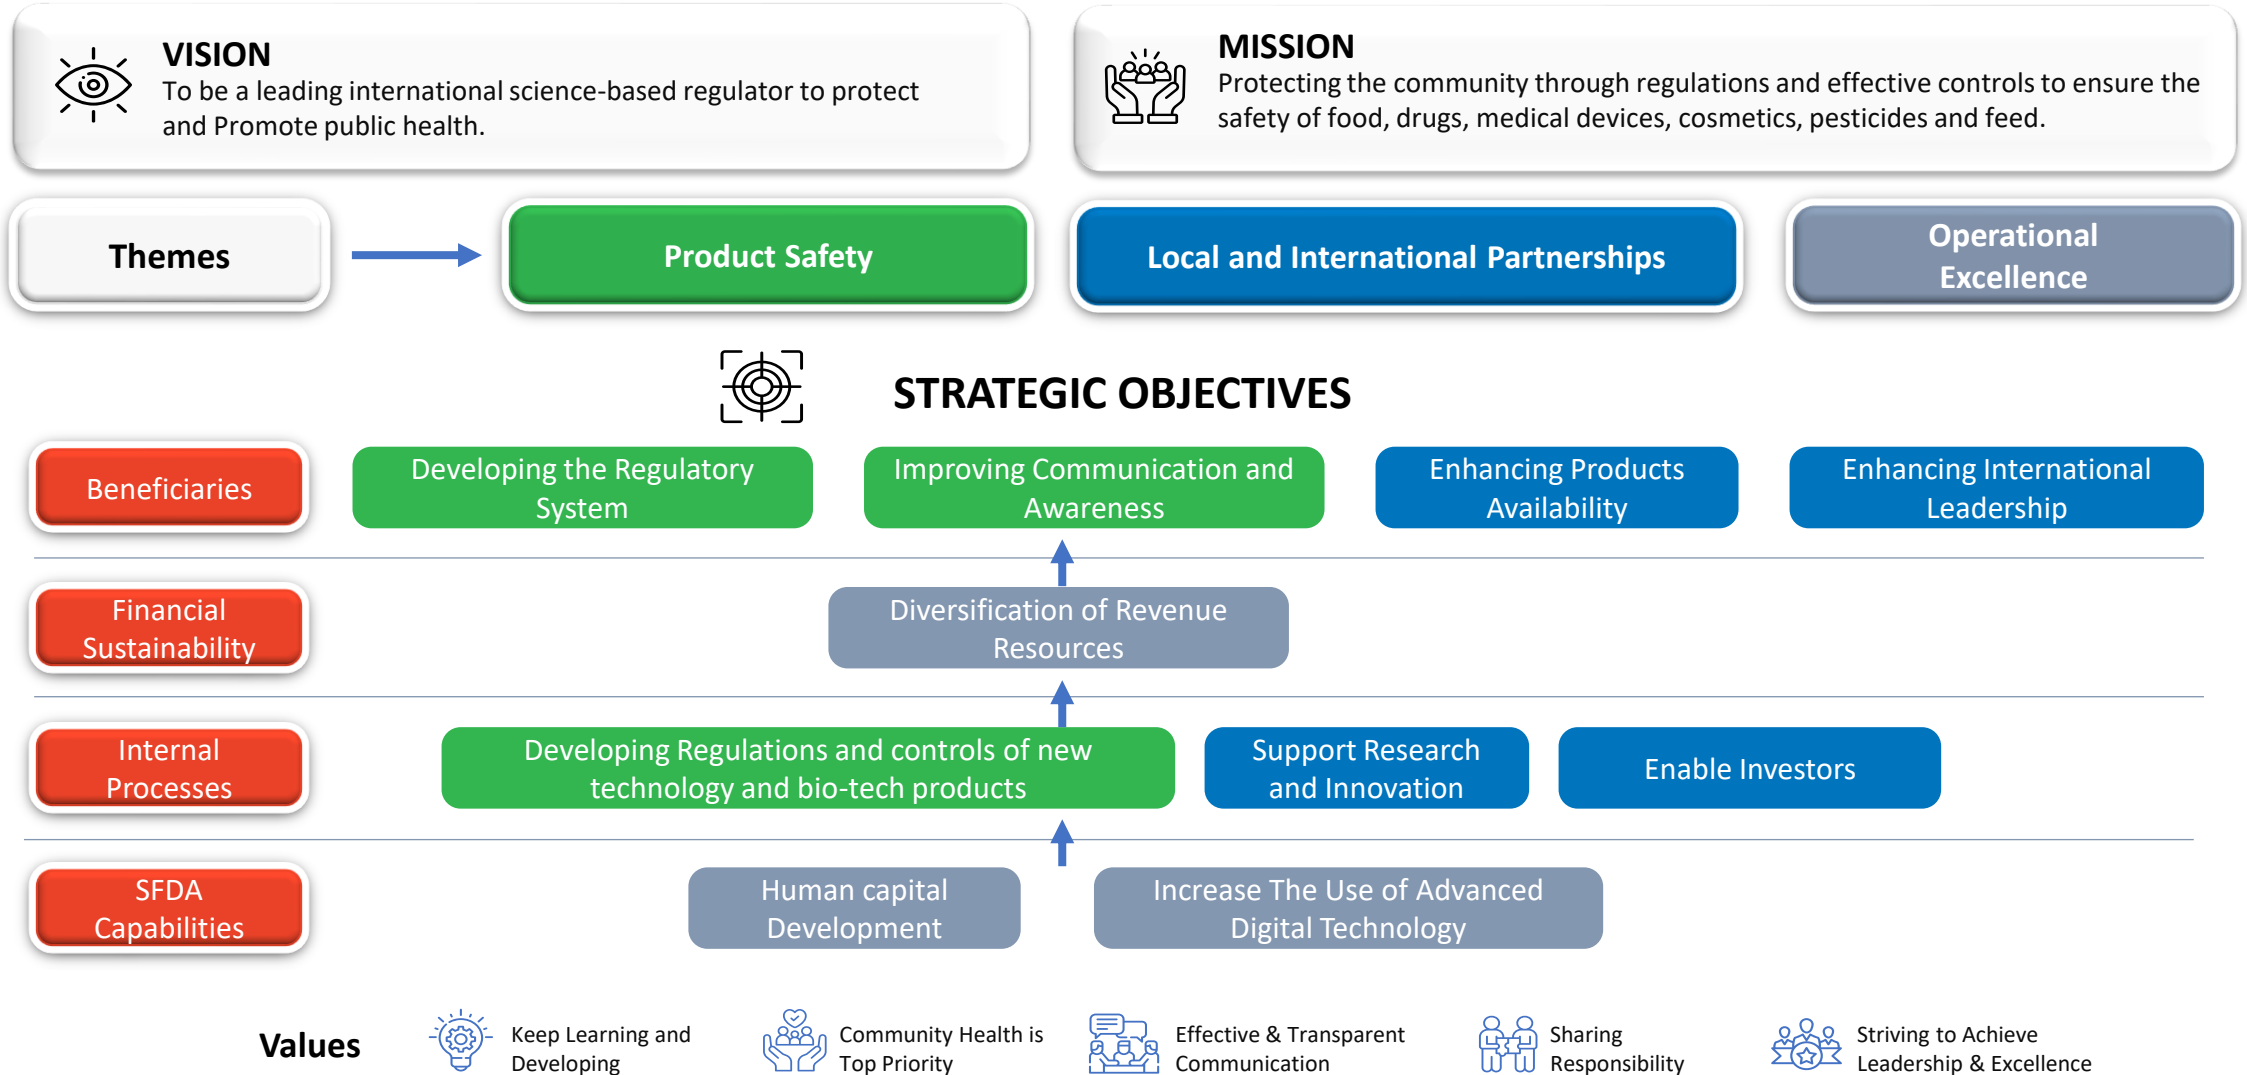 VISION
To be a leading international science-based regulator to protect
and Promote public health.
MISSION
Protecting the community through regulations and effective controls to ensure the
safety of food, drugs, medical devices, cosmetics, pesticides and feed.
Themes
Product Safety
Local and International Partnerships
Operational
Excellence
STRATEGIC OBJECTIVES
Beneficiaries
Developing the Regulatory
System
Improving Communication and
Awareness
Enhancing Products
Availability
Enhancing International
Leadership
Financial
Sustainability
Diversification of Revenue
Resources
Internal
Processes
Developing Regulations and controls of new
technology and bio-tech products
Support Research
and Innovation
Enable Investors
SFDA
Capabilities
Human capital
Development
Increase The Use of Advanced
Digital Technology
Values
Keep Learning and
Developing
Community Health is
Top Priority
Effective & Transparent
Communication
Sharing
Responsibility
Striving to Achieve
Leadership & Excellence